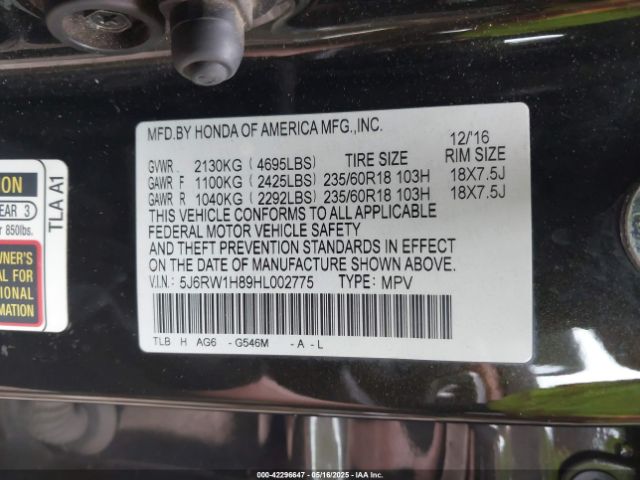 MFD.BY HONDA OF AMERICA MFG.,INC.
12/'16
GVWR. 2130KG ( 4695LBS) TIRE SIZE RIM SIZE
GAWR F 1100KG ( 2425LBS) 235/60R18 103H 18X7.5J
GAWR R 1040KG ( 2292LBS) 235/60R18 103H 18X7.5J
THIS VEHICLE CONFORMS TO ALL APPLICABLE
FEDERAL MOTOR VEHICLE SAFETY
AND THEFT PREVENTION STANDARDS IN EFFECT
ON THE DATE OF MANUFACTURE SHOWN ABOVE.
V.I.N.: 5J6RW1H89HL002775 TYPE: MPV
TLB H AG6 - G546M - A - L
ION
EAR 3
r 850lbs.
TLA A1
WNER'S
AL FOR
TIONAL
MATION
000-42296647 - 05/16/2025 - IAA Inc.